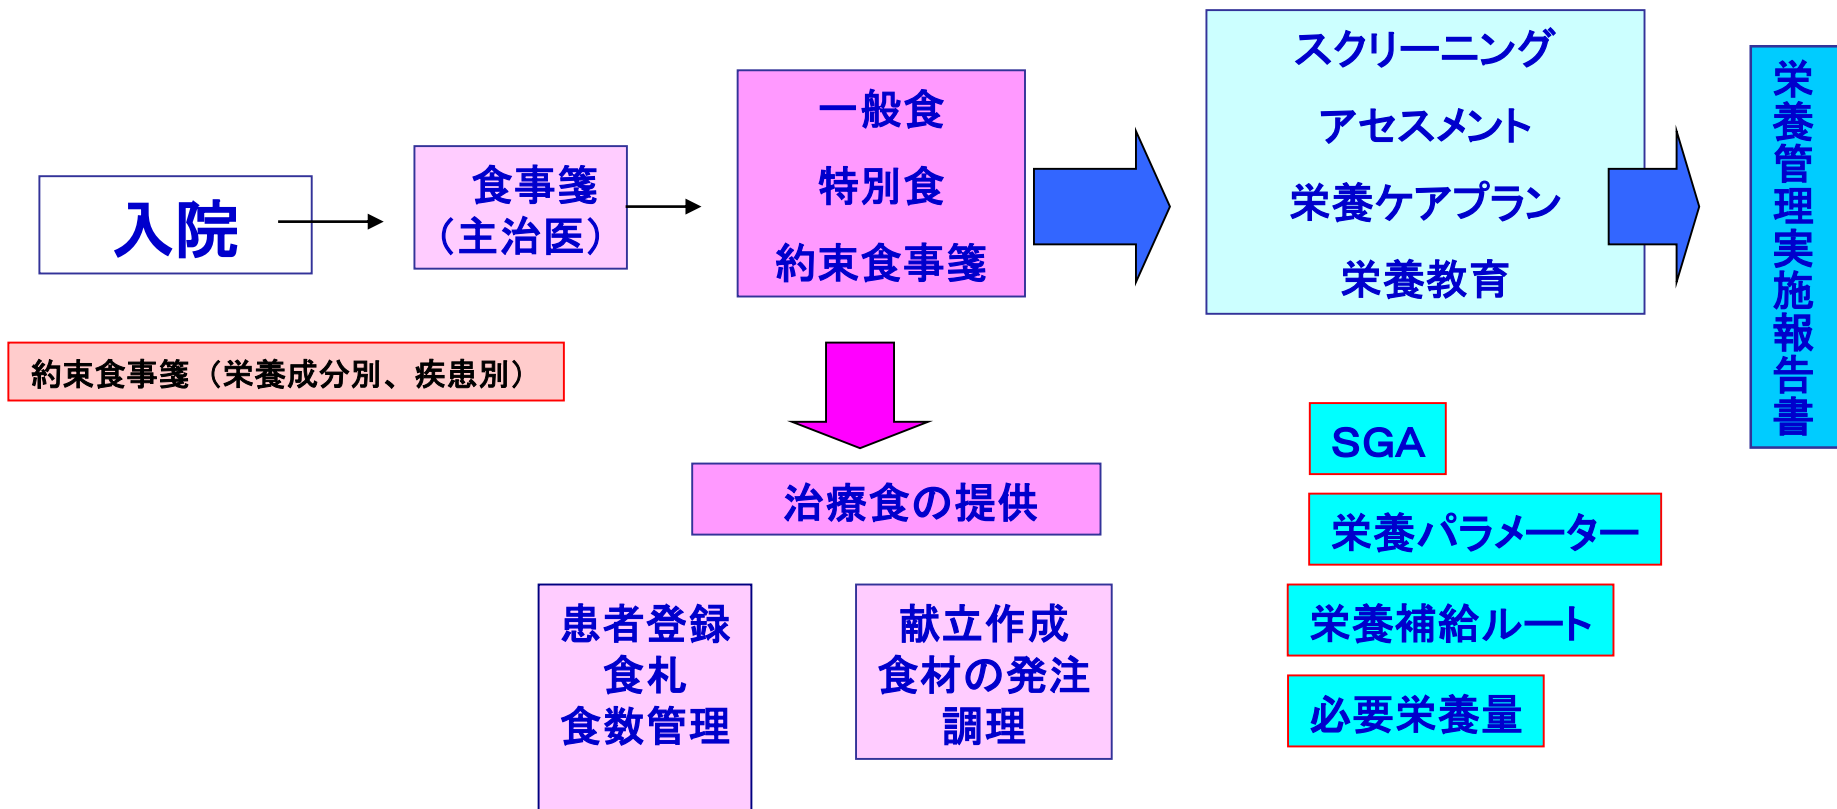 入院
食事箋
（主治医）
一般食
特別食
約束食事箋
スクリーニング
アセスメント
栄養ケアプラン
栄養教育
栄養管理実施報告書
約束食事箋（栄養成分別、疾患別）
治療食の提供
患者登録
食札
食数管理
献立作成
食材の発注
調理
SGA
栄養パラメーター
栄養補給ルート
必要栄養量